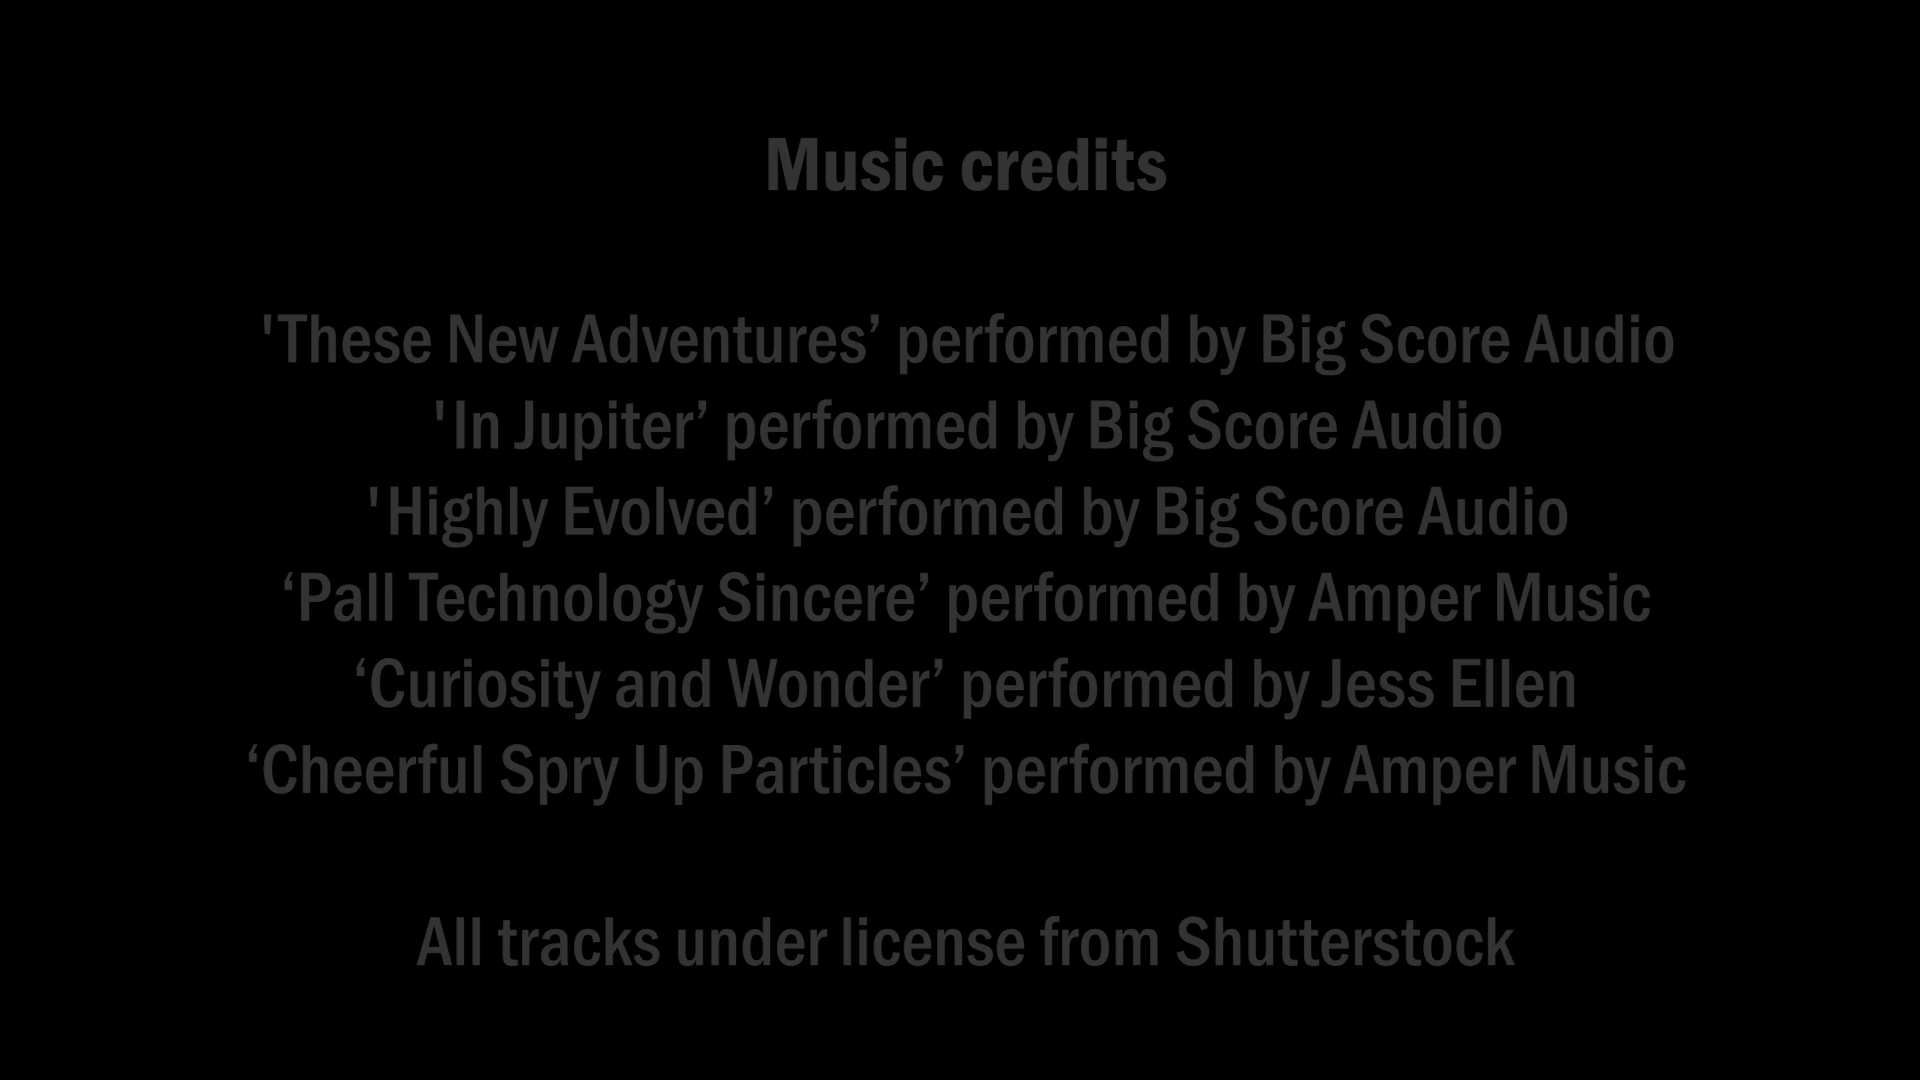 Music credits
'These New Adventures’ performed by Big Score Audio
'In Jupiter’ performed by Big Score Audio
'Highly Evolved’ performed by Big Score Audio
‘Pall Technology Sincere’ performed by Amper Music
‘Curiosity and Wonder’ performed by Jess Ellen
‘Cheerful Spry Up Particles’ performed by Amper Music
All tracks under license from Shutterstock